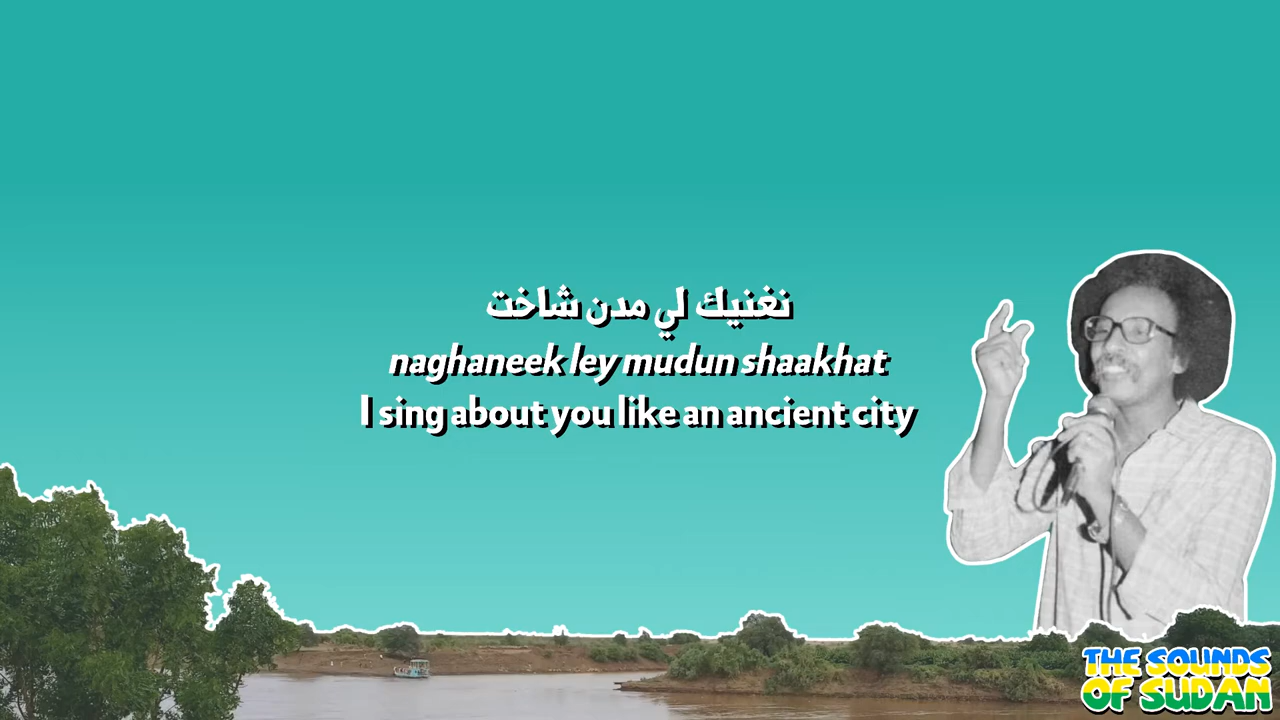 نغنيك لي مدن شاخت
naghaneek ley mudun shaakhat
I sing about you like an ancient city
THE SOUNDS
OF SUDAN